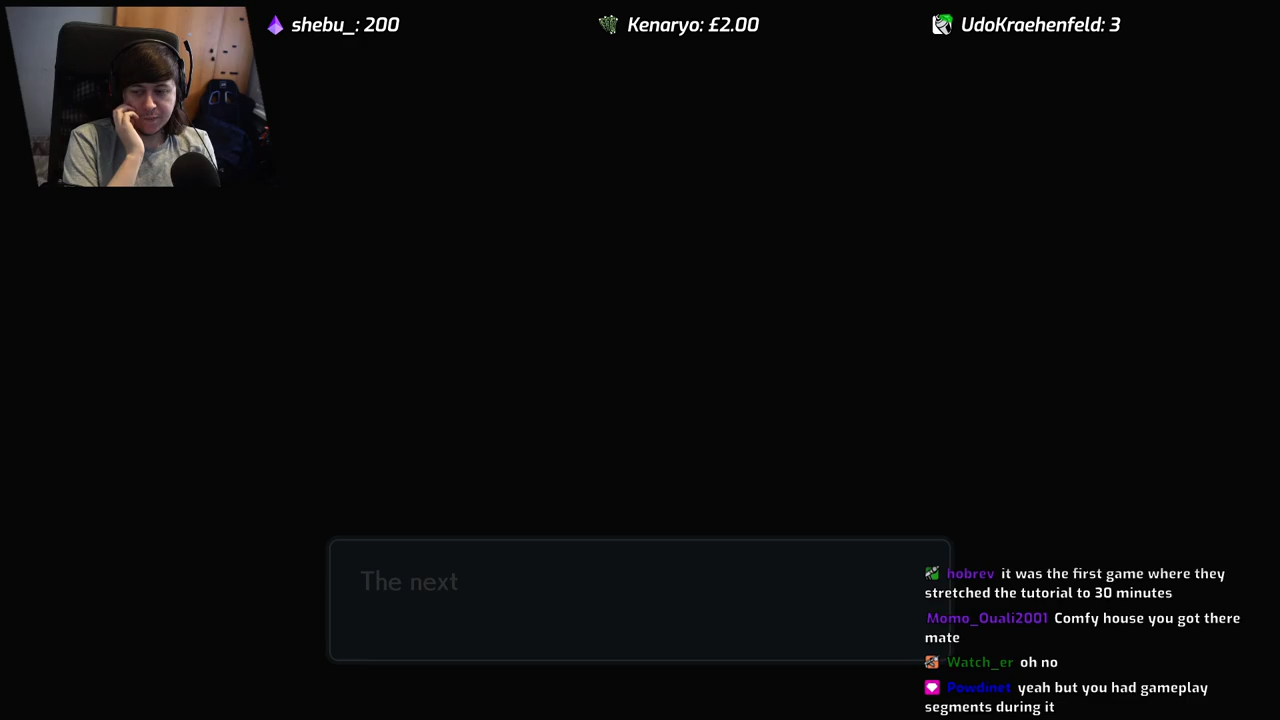 shebu_: 200
Kenaryo: £2.00
UdoKraehenfeld: 3
The next
hobrev it was the first game where they
stretched the tutorial to 30 minutes
Momo_Ouali2001 Comfy house you got there
mate
Watch_er oh no
Powdinet yeah but you had gameplay
segments during it